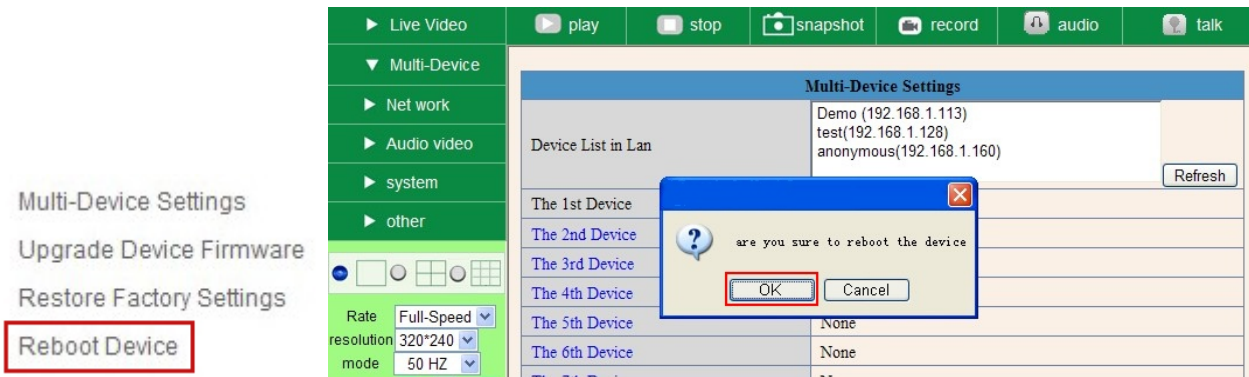 Multi-Device Settings
Upgrade Device Firmware
Restore Factory Settings
Reboot Device
Live Video
Multi-Device
Net work
Audio video
system
other
Rate Full-Speed
resolution 320*240
mode 50 HZ
play stop snapshot record audio talk
Multi-Device Settings
Device List in Lan
Demo (192.168.1.113)
test(192.168.1.128)
anonymous(192.168.1.160)
Refresh
The 1st Device
The 2nd Device
The 3rd Device
The 4th Device
The 5th Device None
The 6th Device None
are you sure to reboot the device
OK Cancel